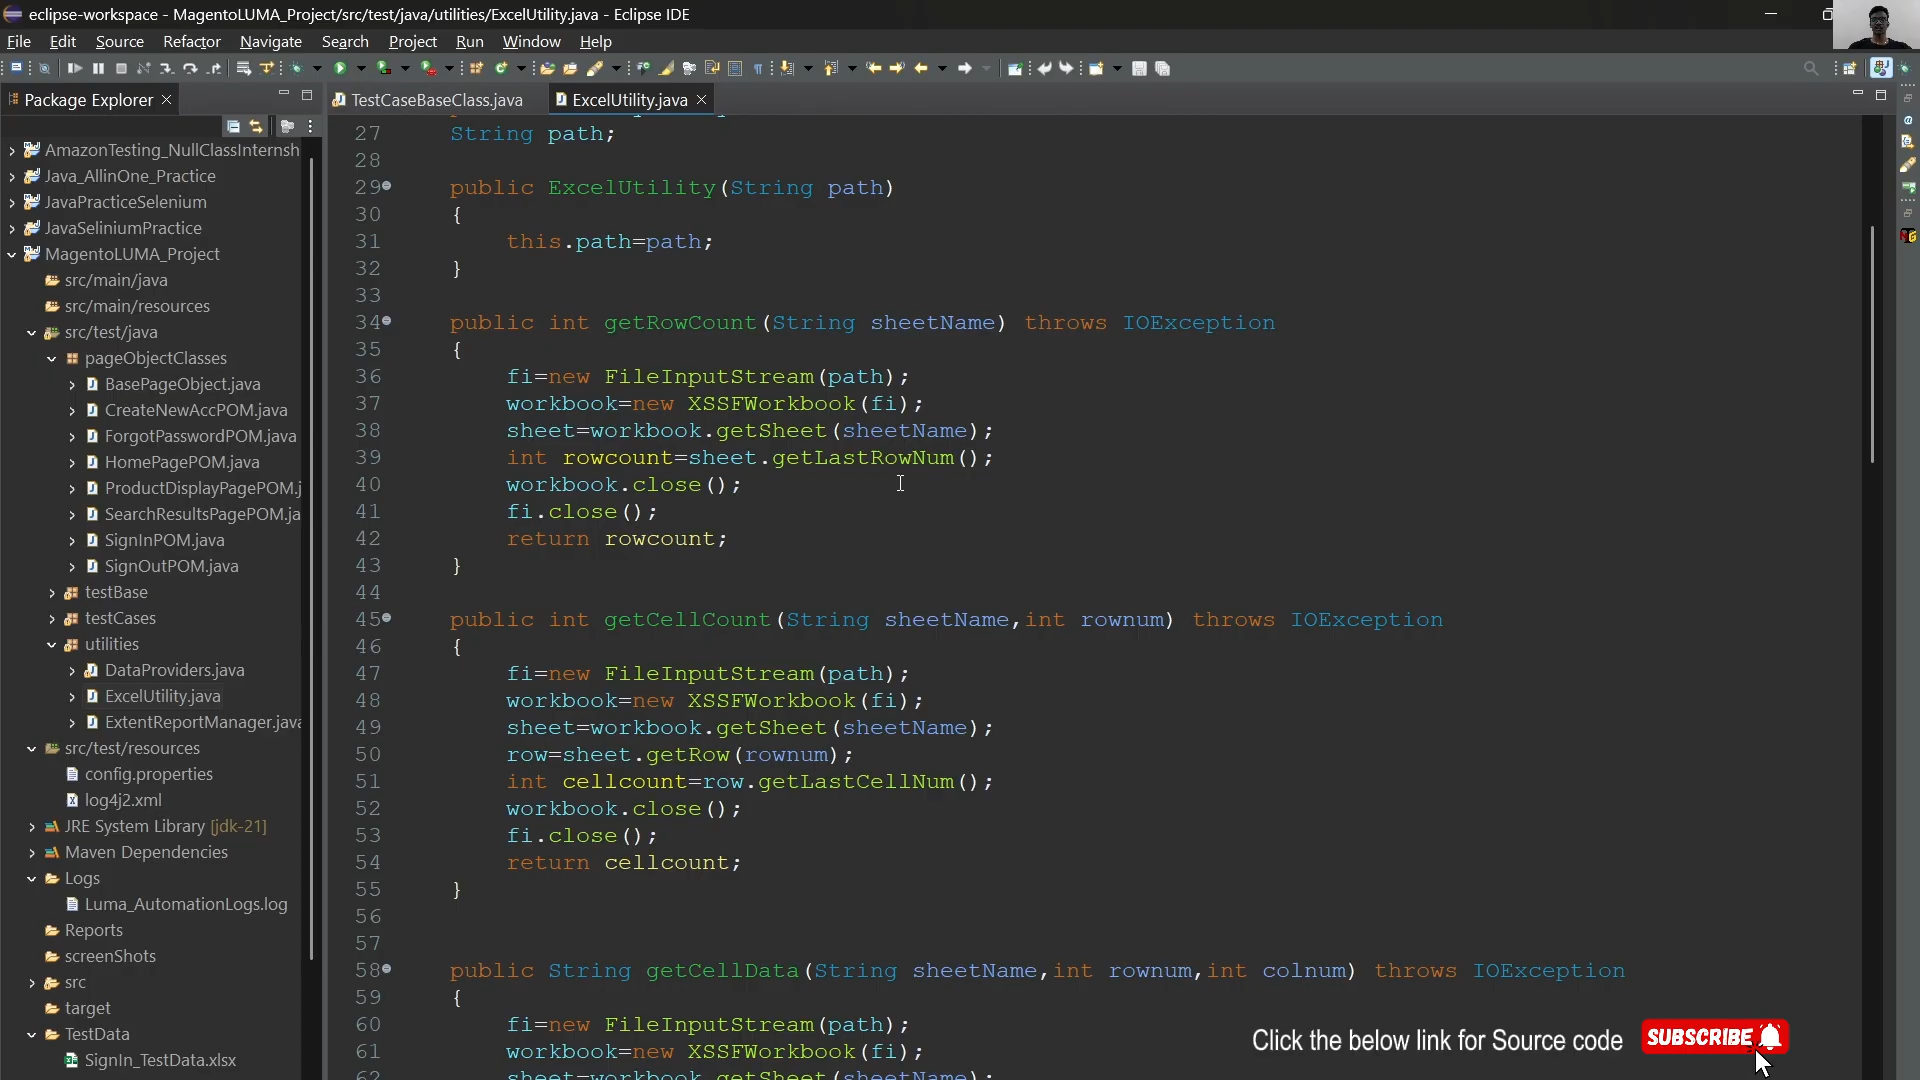 eclipse-workspace - MagentoLUMA_Project/src/test/java/utilities/ExcelUtility.java - Eclipse IDE
File Edit Source Refactor Navigate Search Project Run Window Help
Package Explorer
TestCaseBaseClass.java
ExcelUtility.java
AmazonTesting_NullClassInternsh
Java_AllinOne_Practice
JavaPracticeSelenium
JavaSeliniumPractice
MagentoLUMA_Project
src/main/java
src/main/resources
src/test/java
pageObjectClasses
BasePageObject.java
CreateNewAccPOM.java
ForgotPasswordPOM.java
HomePagePOM.java
ProductDisplayPagePOM.j
SearchResultsPagePOM.ja
SignInPOM.java
SignOutPOM.java
testBase
testCases
utilities
DataProviders.java
ExcelUtility.java
ExtentReportManager.java
src/test/resources
config.properties
log4j2.xml
JRE System Library [jdk-21]
Maven Dependencies
Logs
Luma_AutomationLogs.log
Reports
screenShots
src
target
TestData
SignIn_TestData.xlsx
27 String path;
28
29 public ExcelUtility(String path)
30 {
31 this.path=path;
32 }
33
34 public int getRowCount(String sheetName) throws IOException
35 {
36 fi=new FileInputStream(path);
37 workbook=new XSSFWorkbook(fi);
38 sheet=workbook.getSheet(sheetName);
39 int rowcount=sheet.getLastRowNum();
40 workbook.close();
41 fi.close();
42 return rowcount;
43 }
44
45 public int getCellCount(String sheetName,int rownum) throws IOException
46 {
47 fi=new FileInputStream(path);
48 workbook=new XSSFWorkbook(fi);
49 sheet=workbook.getSheet(sheetName);
50 row=sheet.getRow(rownum);
51 int cellcount=row.getLastCellNum();
52 workbook.close();
53 fi.close();
54 return cellcount;
55 }
56
57
58 public String getCellData(String sheetName,int rownum,int colnum) throws IOException
59 {
60 fi=new FileInputStream(path);
61 workbook=new XSSFWorkbook(fi);
62 sheet=workbook.getSheet(sheetName);
Click the below link for Source code
SUBSCRIBE